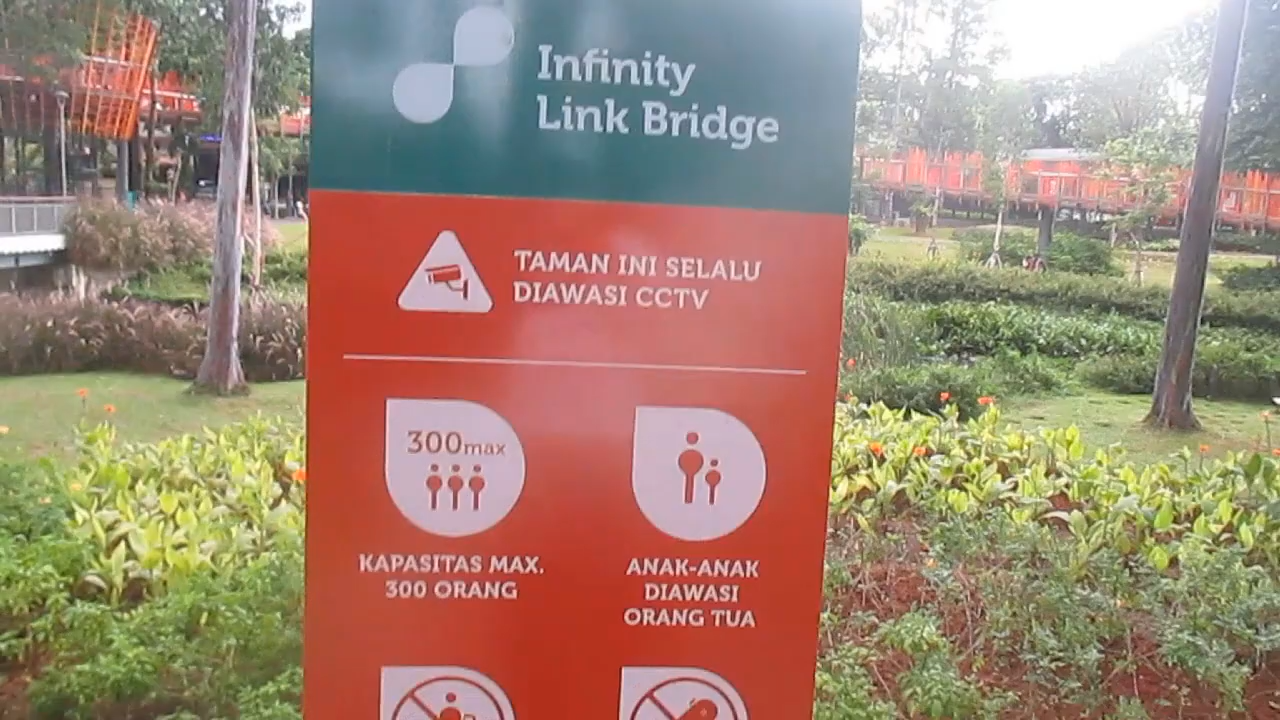 Infinity
Link Bridge
TAMAN INI SELALU
DIAWASI CCTV
300max
KAPASITAS MAX.
300 ORANG
ANAK-ANAK
DIAWASI
ORANG TUA